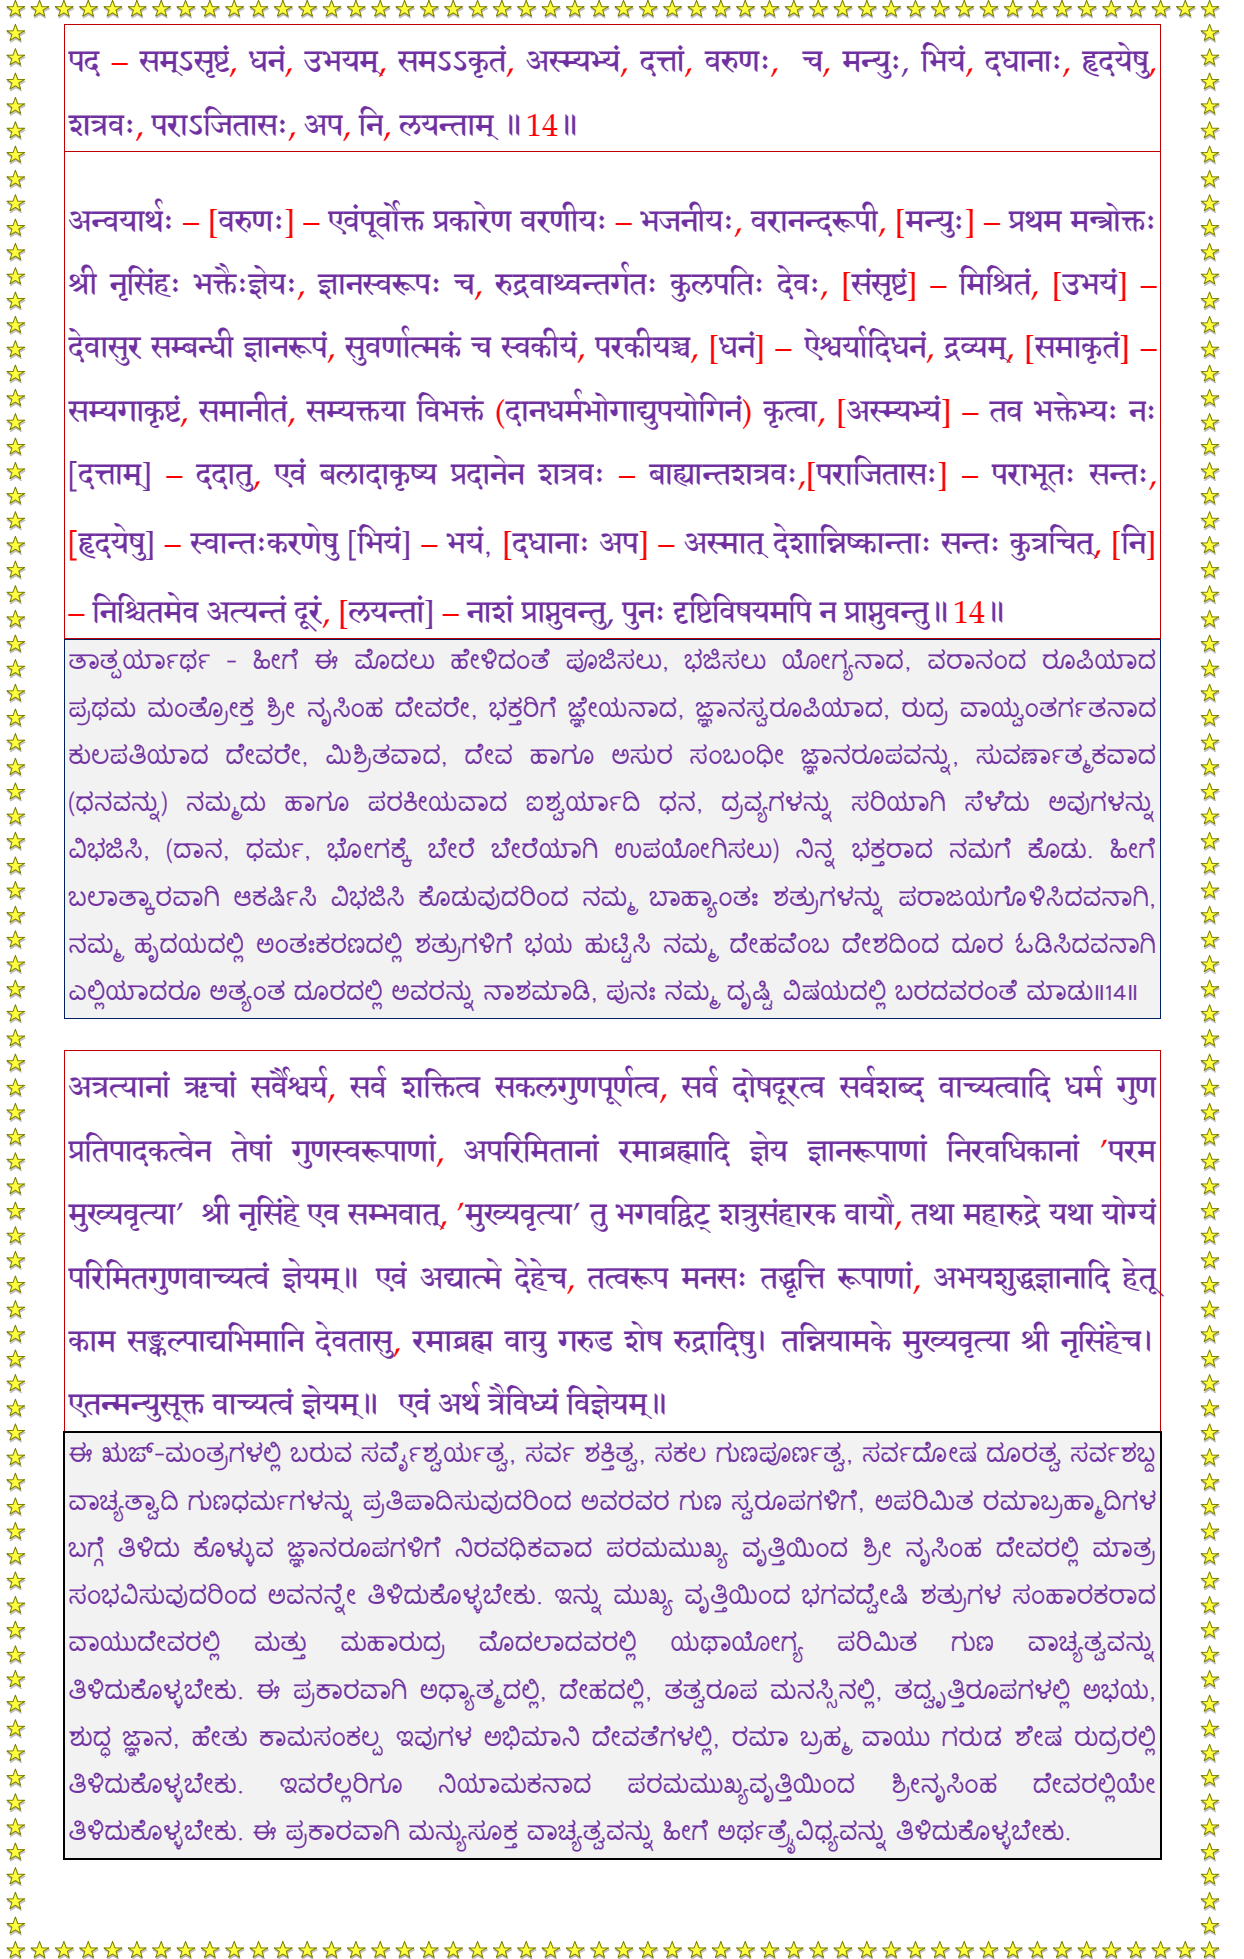 पद – सम्ऽसृष्टं, धनं, उभयम्, समऽऽकृतं, अस्म्यभ्यं, दत्तां, वरुणः, च, मन्युः, भियं, दधानाः, हृदयेषु,
शत्रवः, पराऽजितासः, अप, नि, लयन्ताम् ॥ 14॥
अन्वयार्थः – [वरुणः] – एवंपूर्वोक्त प्रकारेण वरणीयः – भजनीयः, वरानन्दरूपी, [मन्युः] – प्रथम मन्त्रोक्तः
श्री नृसिंहः भक्तैःज्ञेयः, ज्ञानस्वरूपः च, रुद्रवाय्वन्तर्गतः कुलपतिः देवः, [संसृष्टं] – मिश्रितं, [उभयं] –
देवासुर सम्बन्धी ज्ञानरूपं, सुवर्णात्मकं च स्वकीयं, परकीयञ्च, [धनं] – ऐश्वर्यादिधनं, द्रव्यम्, [समाकृतं] –
सम्यगाकृष्टं, समानीतं, सम्यक्तया विभक्तं (दानधर्मभोगाद्युपयोगिनं) कृत्वा, [अस्म्यभ्यं] – तव भक्तेभ्यः नः
[दत्ताम्] – ददातु, एवं बलादाकृष्य प्रदानेन शत्रवः – बाह्यान्तशत्रवः,[पराजितासः] – पराभूतः सन्तः,
[हृदयेषु] – स्वान्तःकरणेषु [भियं] – भयं, [दधानाः अप] – अस्मात् देशान्निष्कान्ताः सन्तः कुत्रचित्, [नि]
– निश्चितमेव अत्यन्तं दूरं, [लयन्तां] – नाशं प्राप्नुवन्तु, पुनः दृष्टिविषयमपि न प्राप्नुवन्तु॥ 14॥
ತಾತ್ಪರ್ಯಾರ್ಥ - ಹೀಗೆ ಈ ಮೊದಲು ಹೇಳಿದಂತೆ ಪೂಜಿಸಲು, ಭಜಿಸಲು ಯೋಗ್ಯನಾದ, ವರಾನಂದ ರೂಪಿಯಾದ
ಪ್ರಥಮ ಮಂತ್ರೋಕ್ತ ಶ್ರೀ ನೃಸಿಂಹ ದೇವರೇ, ಭಕ್ತರಿಗೆ ಜ್ಞೇಯನಾದ, ಜ್ಞಾನಸ್ವರೂಪಿಯಾದ, ರುದ್ರ ವಾಯ್ವಂತರ್ಗತನಾದ
ಕುಲಪತಿಯಾದ ದೇವರೇ, ಮಿಶ್ರಿತವಾದ, ದೇವ ಹಾಗೂ ಅಸುರ ಸಂಬಂಧೀ ಜ್ಞಾನರೂಪವನ್ನು, ಸುವರ್ಣಾತ್ಮಕವಾದ
(ಧನವನ್ನು) ನಮ್ಮದು ಹಾಗೂ ಪರಕೀಯವಾದ ಐಶ್ವರ್ಯಾದಿ ಧನ, ದ್ರವ್ಯಗಳನ್ನು ಸರಿಯಾಗಿ ಸೆಳೆದು ಅವುಗಳನ್ನು
ವಿಭಜಿಸಿ, (ದಾನ, ಧರ್ಮ, ಭೋಗಕ್ಕೆ ಬೇರೆ ಬೇರೆಯಾಗಿ ಉಪಯೋಗಿಸಲು) ನಿನ್ನ ಭಕ್ತರಾದ ನಮಗೆ ಕೊಡು. ಹೀಗೆ
ಬಲಾತ್ಕಾರವಾಗಿ ಆಕರ್ಷಿಸಿ ವಿಭಜಿಸಿ ಕೊಡುವುದರಿಂದ ನಮ್ಮ ಬಾಹ್ಯಾಂತಃ ಶತ್ರುಗಳನ್ನು ಪರಾಜಯಗೊಳಿಸಿದವನಾಗಿ,
ನಮ್ಮ ಹೃದಯದಲ್ಲಿ ಅಂತಃಕರಣದಲ್ಲಿ ಶತ್ರುಗಳಿಗೆ ಭಯ ಹುಟ್ಟಿಸಿ ನಮ್ಮ ದೇಹವೆಂಬ ದೇಶದಿಂದ ದೂರ ಓಡಿಸಿದವನಾಗಿ
ಎಲ್ಲಿಯಾದರೂ ಅತ್ಯಂತ ದೂರದಲ್ಲಿ ಅವರನ್ನು ನಾಶಮಾಡಿ, ಪುನಃ ನಮ್ಮ ದೃಷ್ಟಿ ವಿಷಯದಲ್ಲಿ ಬರದವರಂತೆ ಮಾಡು॥14॥
अत्रत्यानां ऋचां सर्वैश्वर्य, सर्व शाक्तित्व सकलगुणपूर्णत्व, सर्व दोषदूरत्व सर्वशब्द वाच्यत्वादि धर्म गुण
प्रतिपादकत्वेन तेषां गुणस्वरूपाणां, अपरिमितानां रमाब्रह्मादि ज्ञेय ज्ञानरूपाणां निरवधिकानां ’परम
मुख्यवृत्या’ श्री नृसिंहे एव सम्भवात्, ’मुख्यवृत्या’ तु भगवद्विट् शत्रुसंहारक वायौ, तथा महारुद्रे यथा योग्यं
परिमितगुणवाच्यत्वं ज्ञेयम्॥ एवं अद्यात्मे देहेच, तत्वरूप मनसः तद्धृत्ति रूपाणां, अभयशुद्धज्ञानादि हेतू
काम सङ्कल्पाद्यभिमानि देवतासु, रमाब्रह्म वायु गरुड शेष रुद्रादिषु। तन्नियामके मुख्यवृत्या श्री नृसिंहेच।
एतन्मन्युसूक्त वाच्यत्वं ज्ञेयम्॥ एवं अर्थ त्रैविध्यं विज्ञेयम्॥
ಈ ಋಙ್-ಮಂತ್ರಗಳಲ್ಲಿ ಬರುವ ಸರ್ವೈಶ್ವರ್ಯತ್ವ, ಸರ್ವ ಶಕ್ತಿತ್ವ, ಸಕಲ ಗುಣಪೂರ್ಣತ್ವ, ಸರ್ವದೋಷ ದೂರತ್ವ ಸರ್ವಶಬ್ದ
ವಾಚ್ಯತ್ವಾದಿ ಗುಣಧರ್ಮಗಳನ್ನು ಪ್ರತಿಪಾದಿಸುವುದರಿಂದ ಅವರವರ ಗುಣ ಸ್ವರೂಪಗಳಿಗೆ, ಅಪರಿಮಿತ ರಮಾಬ್ರಹ್ಮಾದಿಗಳ
ಬಗ್ಗೆ ತಿಳಿದು ಕೊಳ್ಳುವ ಜ್ಞಾನರೂಪಗಳಿಗೆ ನಿರವಧಿಕವಾದ ಪರಮಮುಖ್ಯ ವೃತ್ತಿಯಿಂದ ಶ್ರೀ ನೃಸಿಂಹ ದೇವರಲ್ಲಿ ಮಾತ್ರ
ಸಂಭವಿಸುವುದರಿಂದ ಅವನನ್ನೇ ತಿಳಿದುಕೊಳ್ಳಬೇಕು. ಇನ್ನು ಮುಖ್ಯ ವೃತ್ತಿಯಿಂದ ಭಗವದ್ವೇಷಿ ಶತ್ರುಗಳ ಸಂಹಾರಕರಾದ
ವಾಯುದೇವರಲ್ಲಿ ಮತ್ತು ಮಹಾರುದ್ರ ಮೊದಲಾದವರಲ್ಲಿ ಯಥಾಯೋಗ್ಯ ಪರಿಮಿತ ಗುಣ ವಾಚ್ಯತ್ವವನ್ನು
ತಿಳಿದುಕೊಳ್ಳಬೇಕು. ಈ ಪ್ರಕಾರವಾಗಿ ಅಧ್ಯಾತ್ಮದಲ್ಲಿ, ದೇಹದಲ್ಲಿ, ತತ್ವರೂಪ ಮನಸ್ಸಿನಲ್ಲಿ, ತದ್ವೃತ್ತಿರೂಪಗಳಲ್ಲಿ ಅಭಯ,
ಶುದ್ಧ ಜ್ಞಾನ, ಹೇತು ಕಾಮಸಂಕಲ್ಪ ಇವುಗಳ ಅಭಿಮಾನಿ ದೇವತೆಗಳಲ್ಲಿ, ರಮಾ ಬ್ರಹ್ಮ ವಾಯು ಗರುಡ ಶೇಷ ರುದ್ರರಲ್ಲಿ
ತಿಳಿದುಕೊಳ್ಳಬೇಕು. ಇವರೆಲ್ಲರಿಗೂ ನಿಯಾಮಕನಾದ ಪರಮಮುಖ್ಯವೃತ್ತಿಯಿಂದ ಶ್ರೀನೃಸಿಂಹ ದೇವರಲ್ಲಿಯೇ
ತಿಳಿದುಕೊಳ್ಳಬೇಕು. ಈ ಪ್ರಕಾರವಾಗಿ ಮನ್ಯುಸೂಕ್ತ ವಾಚ್ಯತ್ವವನ್ನು ಹೀಗೆ ಅರ್ಥತ್ರೈವಿಧ್ಯವನ್ನು ತಿಳಿದುಕೊಳ್ಳಬೇಕು.